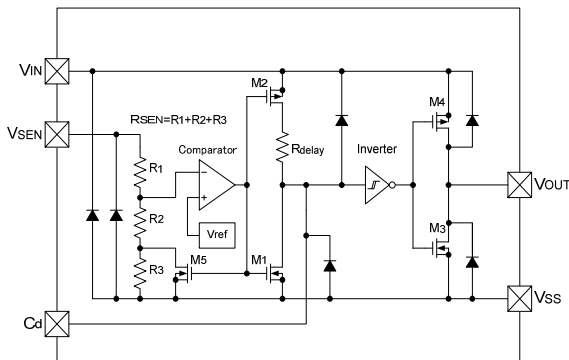 VIN
M2
M4
RSEN=R1+R2+R3
VSEN
Comparator
Rdelay
Inverter
R1
−
+
VOUT
R2
Vref
M3
M5
M1
R3
VSS
Cd